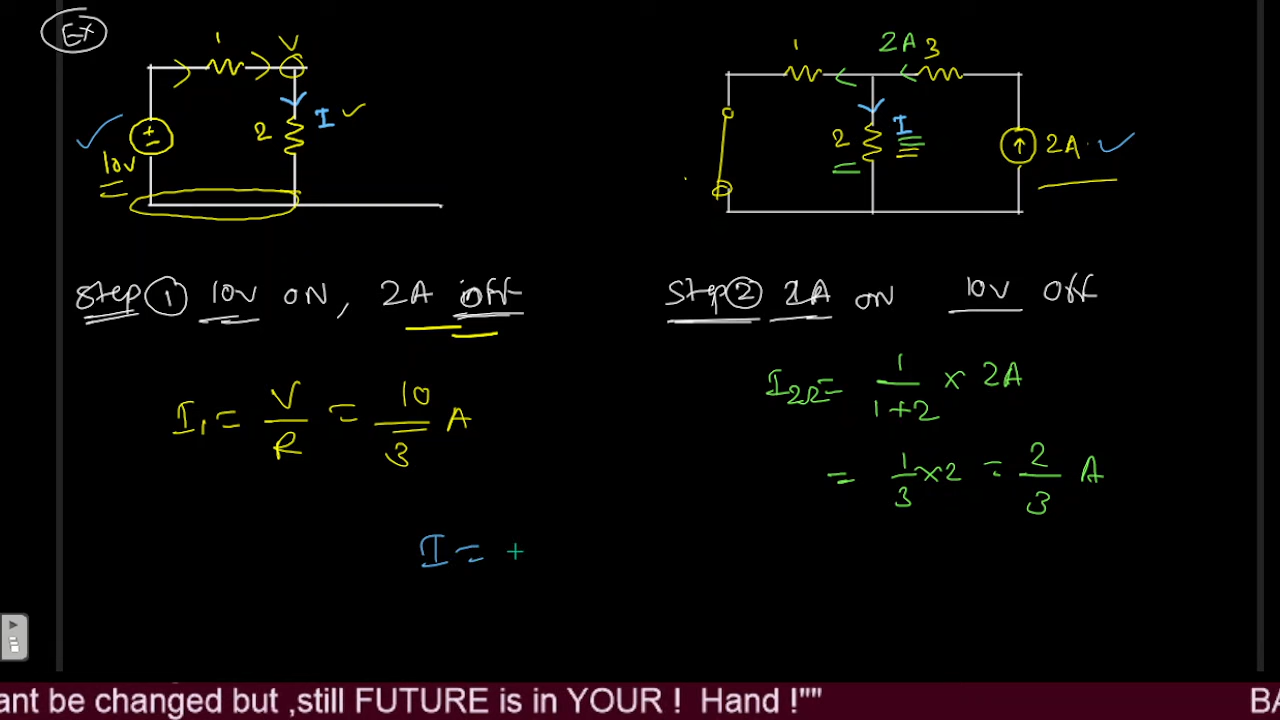 Ex
1
V
I
2
10V
1
2A
3
2
I
2A
Step ① 10V ON, 2A off
Step ② 2A ON 10V Off
I₁ = V/R = 10/3 A
I2Ω = 1/1+2 × 2A
= 1/3 × 2 = 2/3 A
I = +
ant be changed but ,still FUTURE is in YOUR ! Hand !""
BA